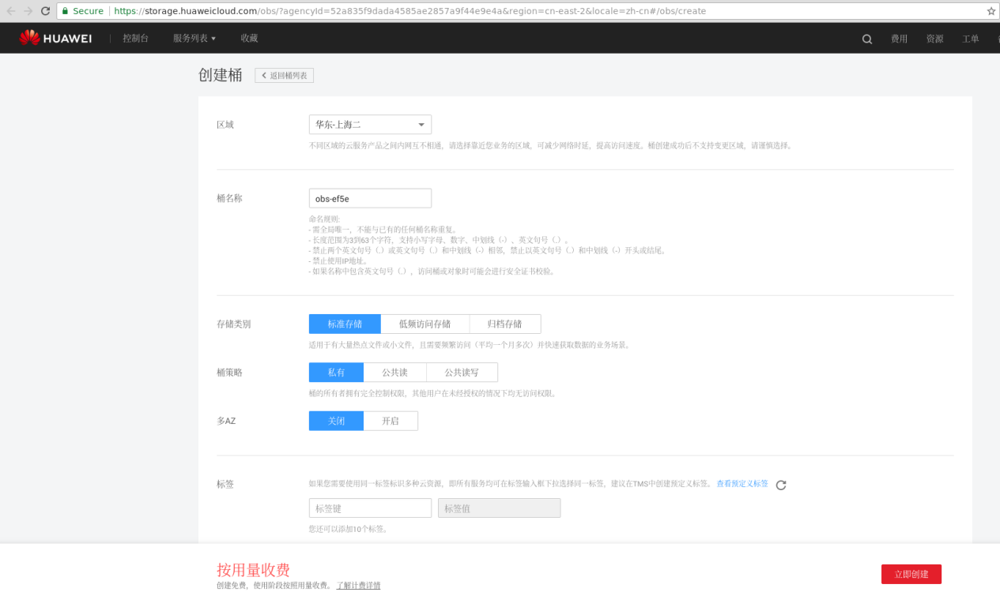 Secure https://storage.huaweicloud.com/obs/?agencyId=52a835f9dada4585ae2857a9f44e9e4a&region=cn-east-2&locale=zh-cn#/obs/create
HUAWEI 控制台 服务列表 收藏 费用 资源 工单
创建桶 返回桶列表
区域 华东-上海二
不同区域的云服务产品之间内网互不相通，请选择靠近您业务的区域，可减少网络时延，提高访问速度。桶创建成功后不支持变更区域，请谨慎选择。
桶名称 obs-ef5e
命名规则:
- 需全局唯一，不能与已有的任何桶名称重复。
- 长度范围为3到63个字符，支持小写字母、数字、中划线（-）、英文句号（.）。
- 禁止两个英文句号（.）或英文句号（.）和中划线（-）相邻，禁止以英文句号（.）和中划线（-）开头或结尾。
- 禁止使用IP地址。
- 如果名称中包含英文句号（.），访问桶或对象时可能会进行安全证书校验。
存储类别 标准存储 低频访问存储 归档存储
适用于有大量热点文件或小文件，且需要频繁访问（平均一个月多次）并快速获取数据的业务场景。
桶策略 私有 公共读 公共读写
桶的所有者拥有完全控制权限，其他用户在未经授权的情况下均无访问权限。
多AZ 关闭 开启
标签 如果您需要使用同一标签标识多种云资源，即所有服务均可在标签输入框下拉选择同一标签，建议在TMS中创建预定义标签。 查看预定义标签
标签键 标签值
您还可以添加10个标签。
按用量收费
创建免费，使用阶段按照用量收费。 了解计费详情
立即创建